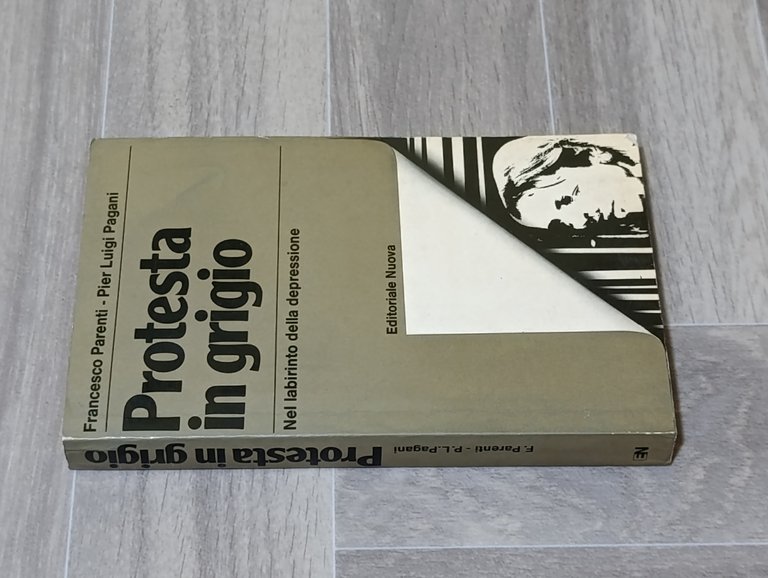 Francesco Parenti - Pier Luigi Pagani
Protesta
in grigio
Nel labirinto della depressione
Editoriale Nuova
Protesta in grigio
F. Parenti - P. L. Pagani
NE